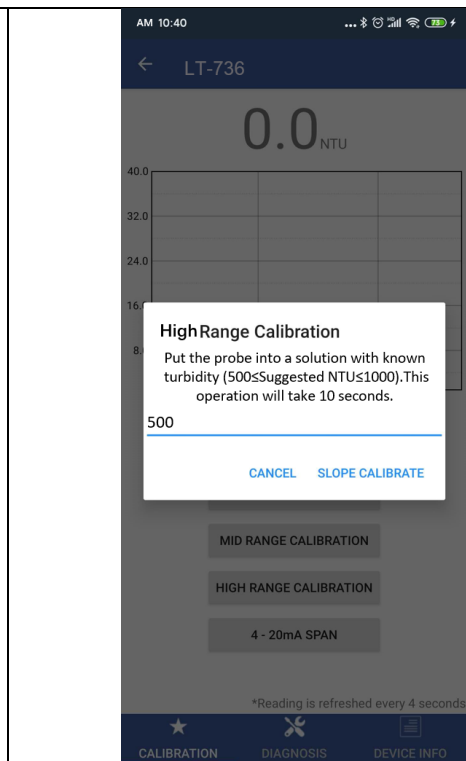 AM 10:40
HD
73
LT-736
0.0 NTU
40.0
32.0
24.0
16.
8.
High Range Calibration
Put the probe into a solution with known
turbidity (500≤Suggested NTU≤1000).This
operation will take 10 seconds.
500
CANCEL SLOPE CALIBRATE
MID RANGE CALIBRATION
HIGH RANGE CALIBRATION
4 - 20mA SPAN
*Reading is refreshed every 4 seconds
CALIBRATION DIAGNOSIS DEVICE INFO